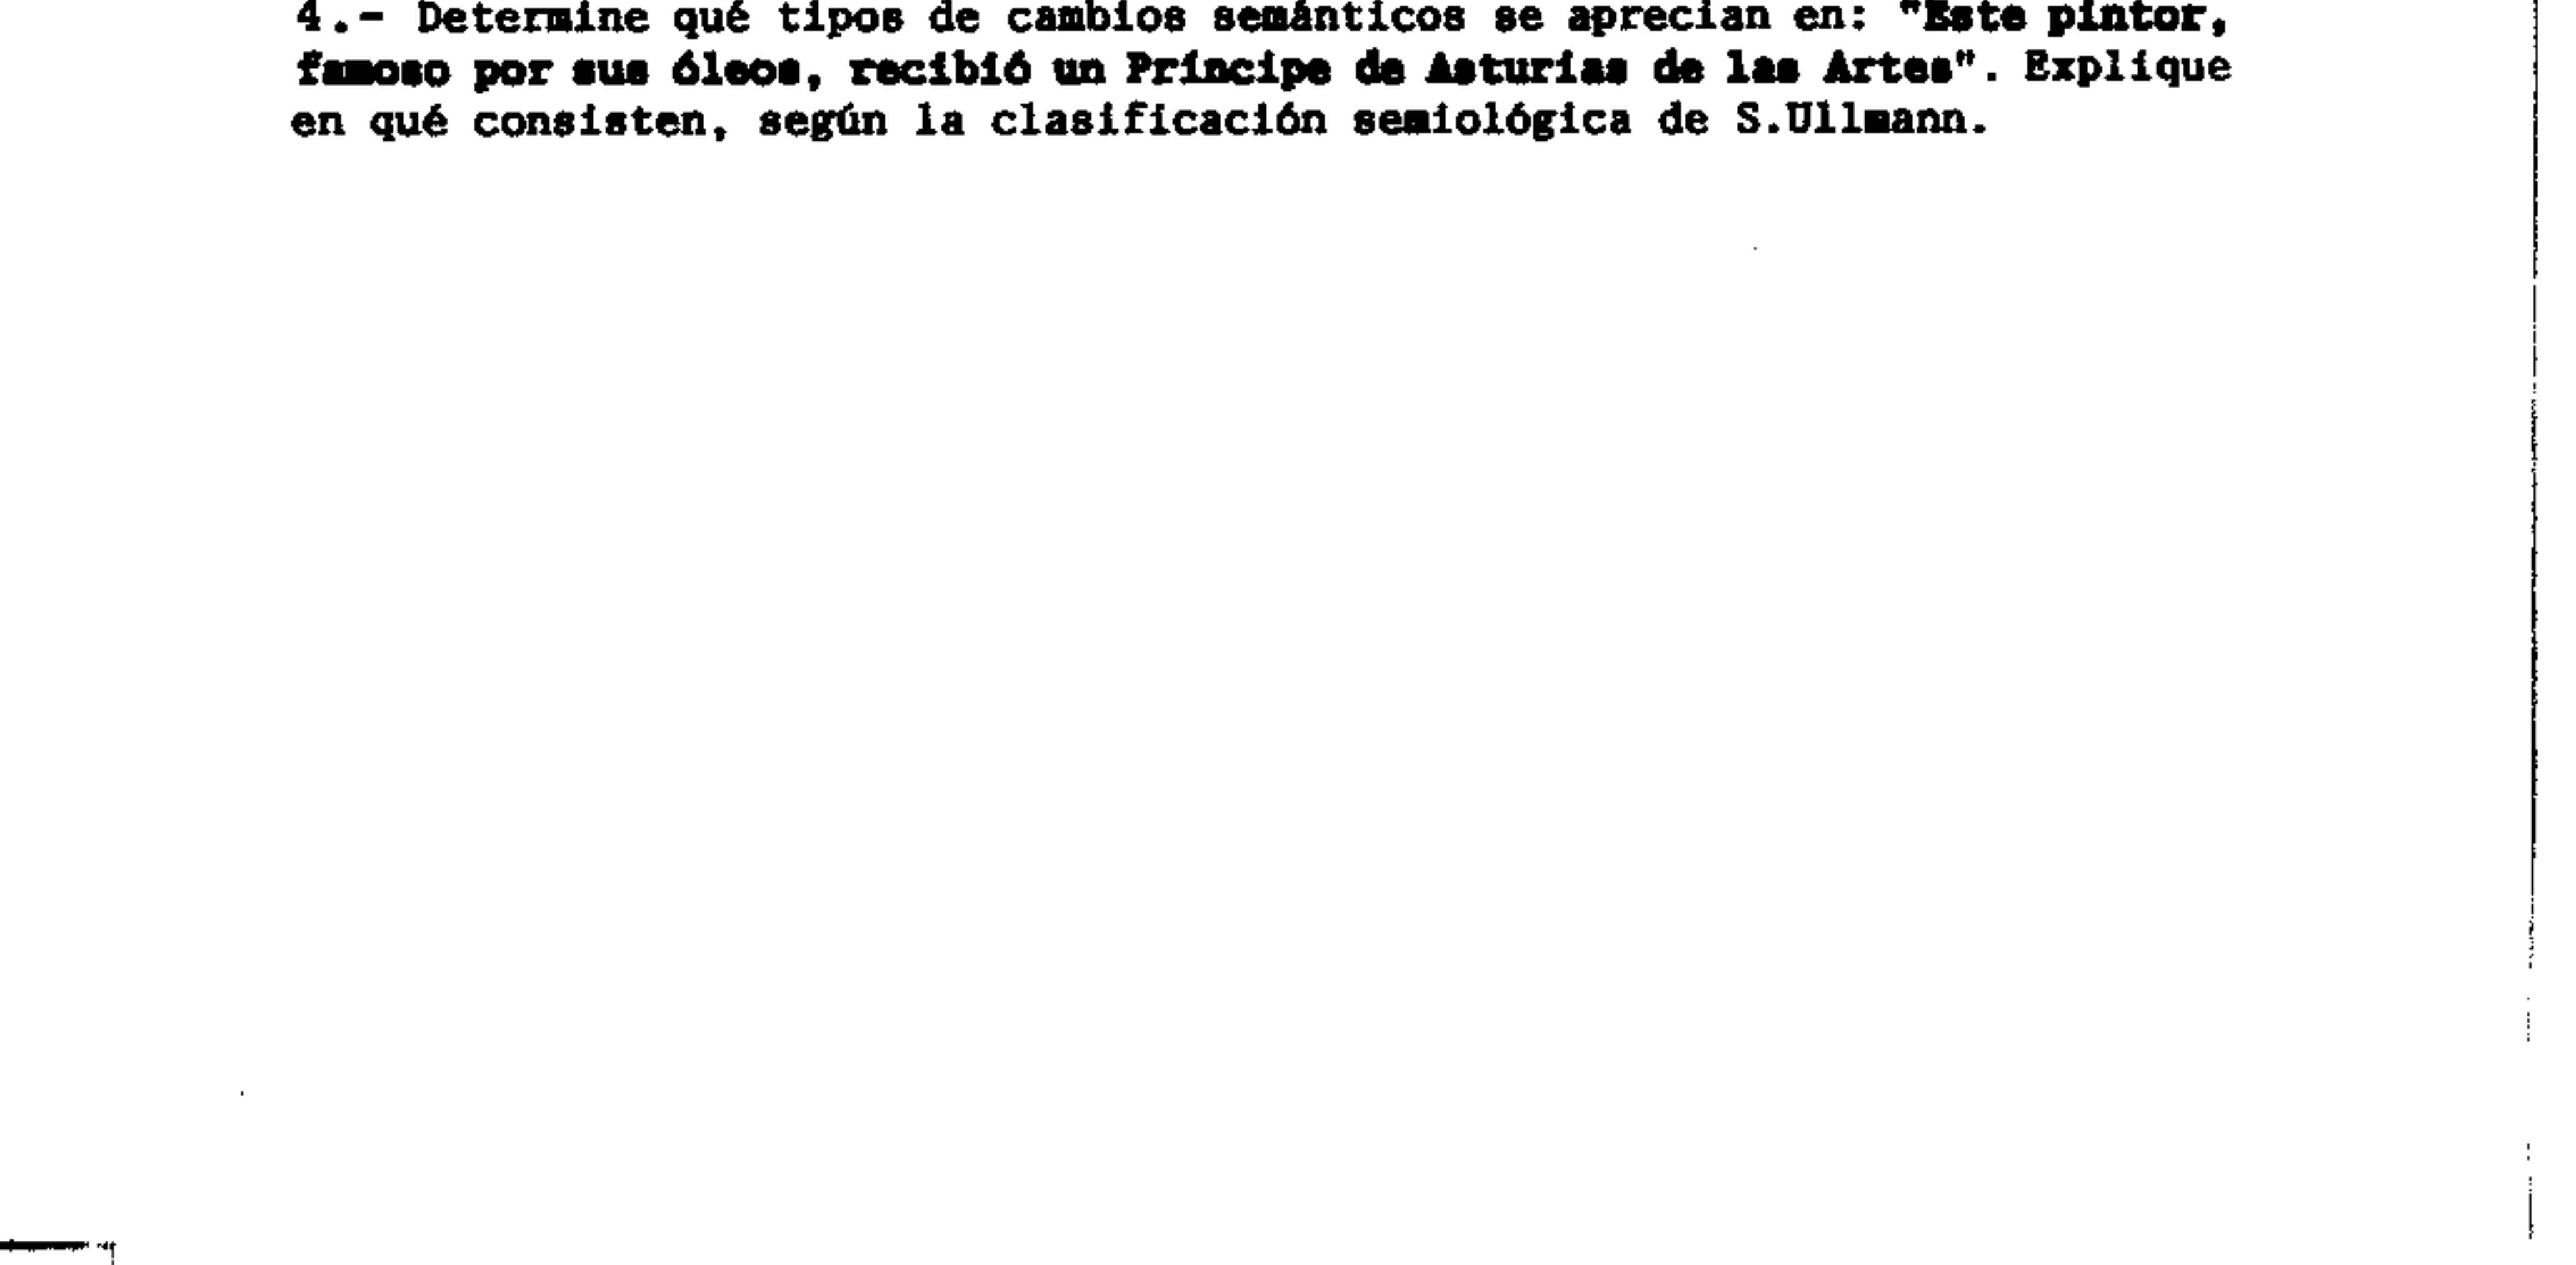 4.- Determine qué tipos de cambios semánticos se aprecian en: "Este pintor,
famoso por sus óleos, recibió un Príncipe de Asturias de las Artes". Explique
en qué consisten, según la clasificación semiológica de S.Ullmann.